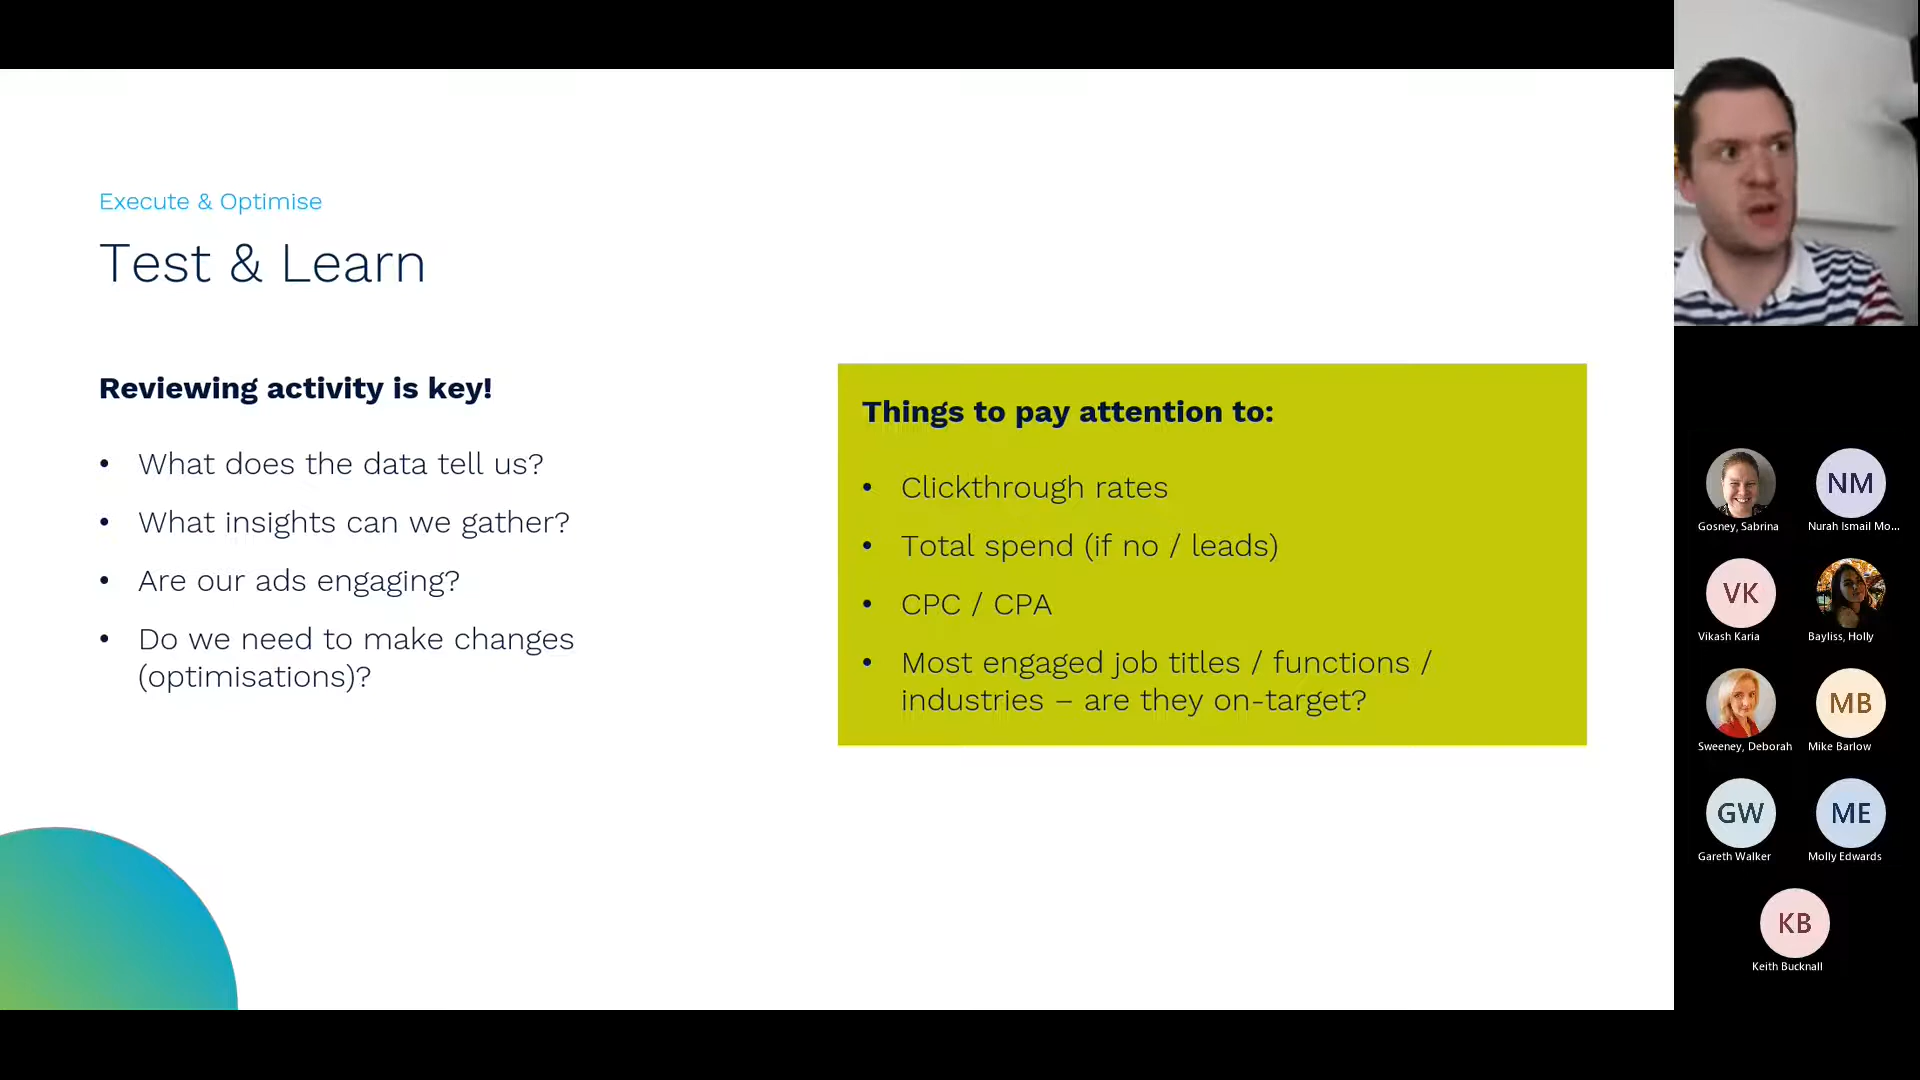 Execute & Optimise
Test & Learn
Reviewing activity is key!
• What does the data tell us?
• What insights can we gather?
• Are our ads engaging?
• Do we need to make changes
(optimisations)?
Things to pay attention to:
• Clickthrough rates
• Total spend (if no / leads)
• CPC / CPA
• Most engaged job titles / functions /
industries – are they on-target?
NM
Gosney, Sabrina
Nurah Ismail Mo...
VK
Vikash Karia
Bayliss, Holly
MB
Sweeney, Deborah
Mike Barlow
GW
ME
Gareth Walker
Molly Edwards
KB
Keith Bucknall